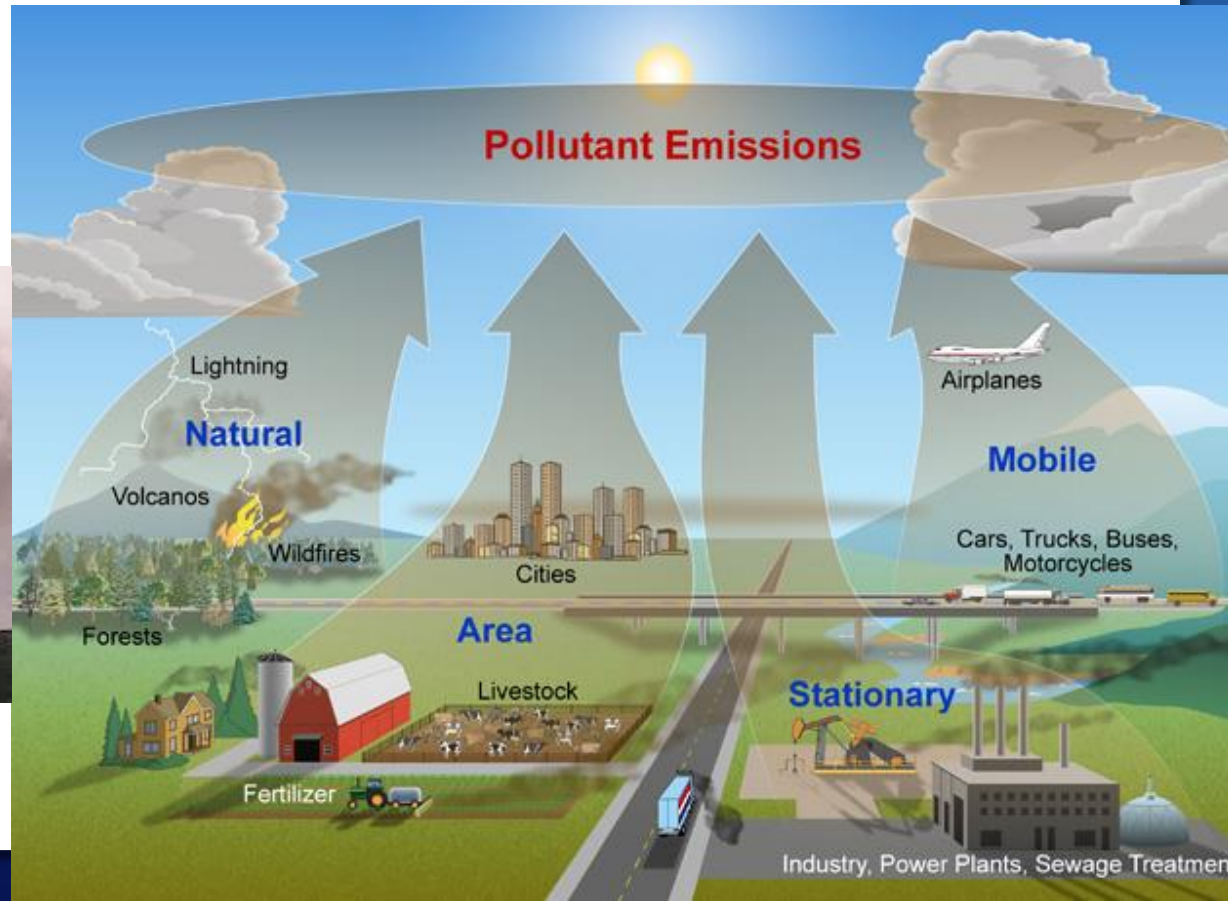 Pollutant Emissions
Lightning
Natural
Volcanos
Wildfires
Forests
Cities
Area
Livestock
Fertilizer
Airplanes
Mobile
Cars, Trucks, Buses,
Motorcycles
Stationary
Industry, Power Plants, Sewage Treatmen